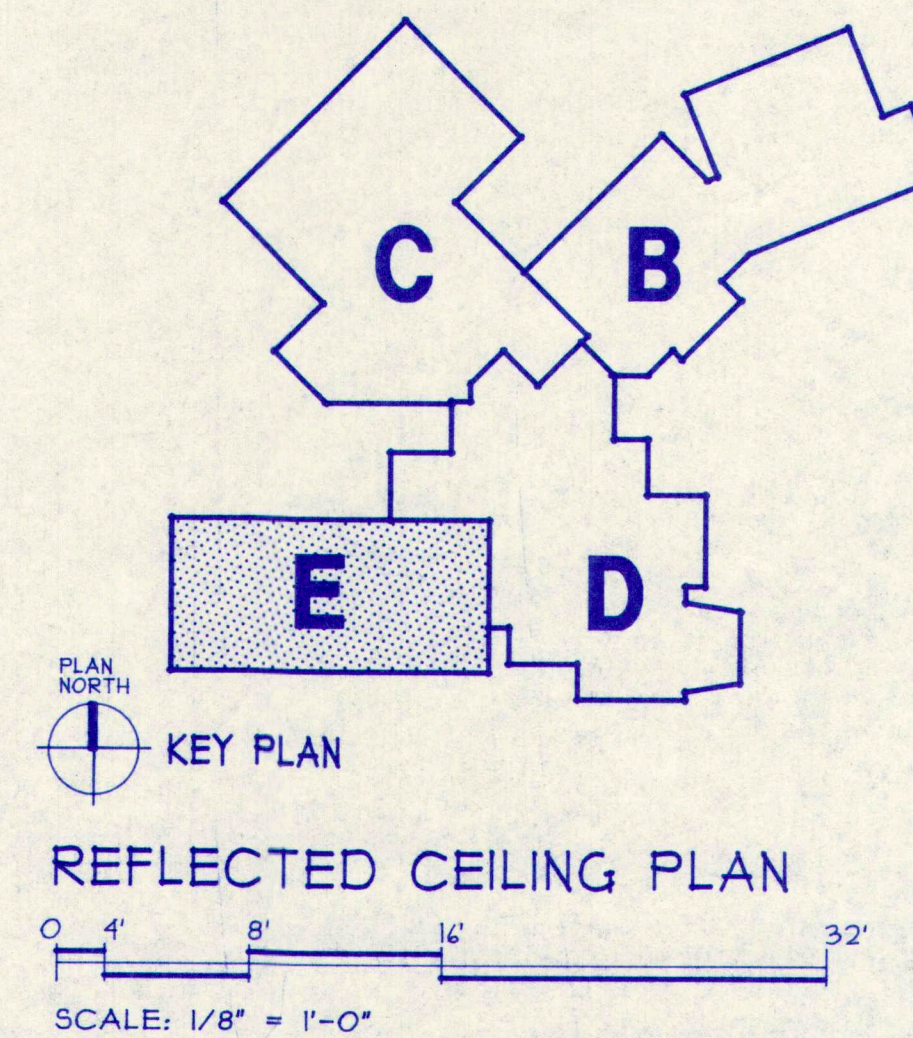 C
B
E
D
PLAN
NORTH
KEY PLAN
REFLECTED CEILING PLAN
0 4' 8' 16' 32'
SCALE: 1/8" = 1'-0"